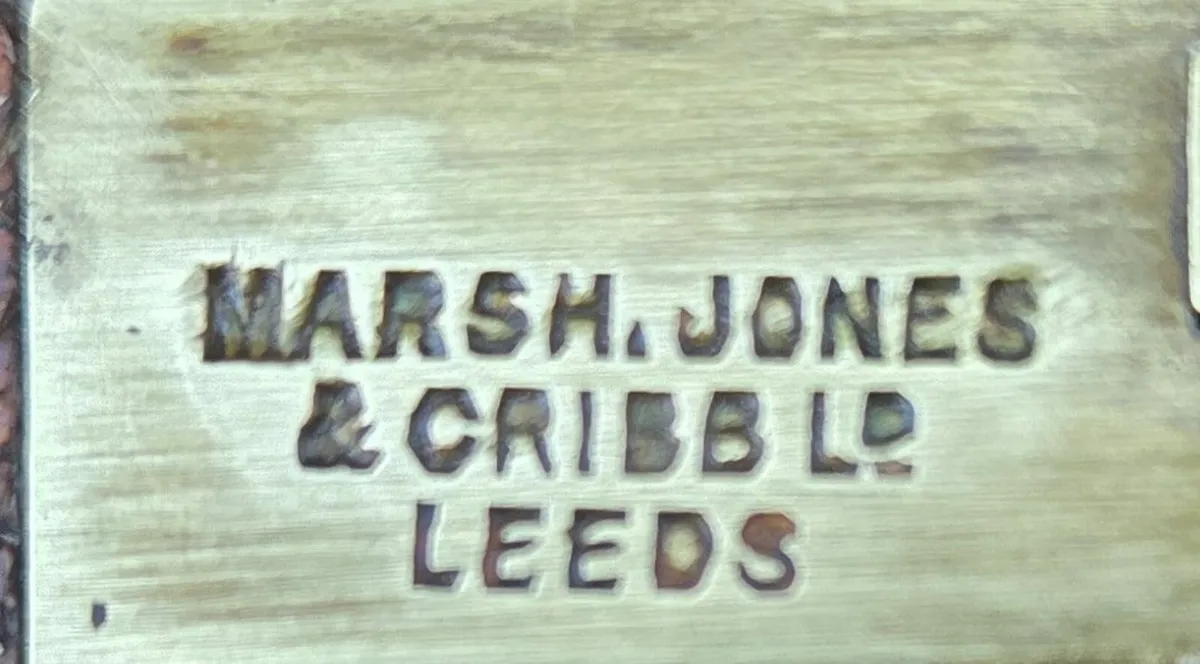 MARSH. JONES
& CRIBB LD
LEEDS